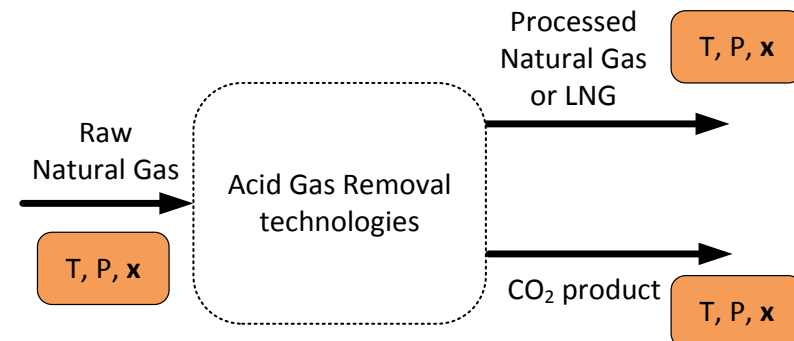 Raw
Natural Gas
T, P, x
Acid Gas Removal
technologies
Processed
Natural Gas
or LNG
T, P, x
CO₂ product
T, P, x